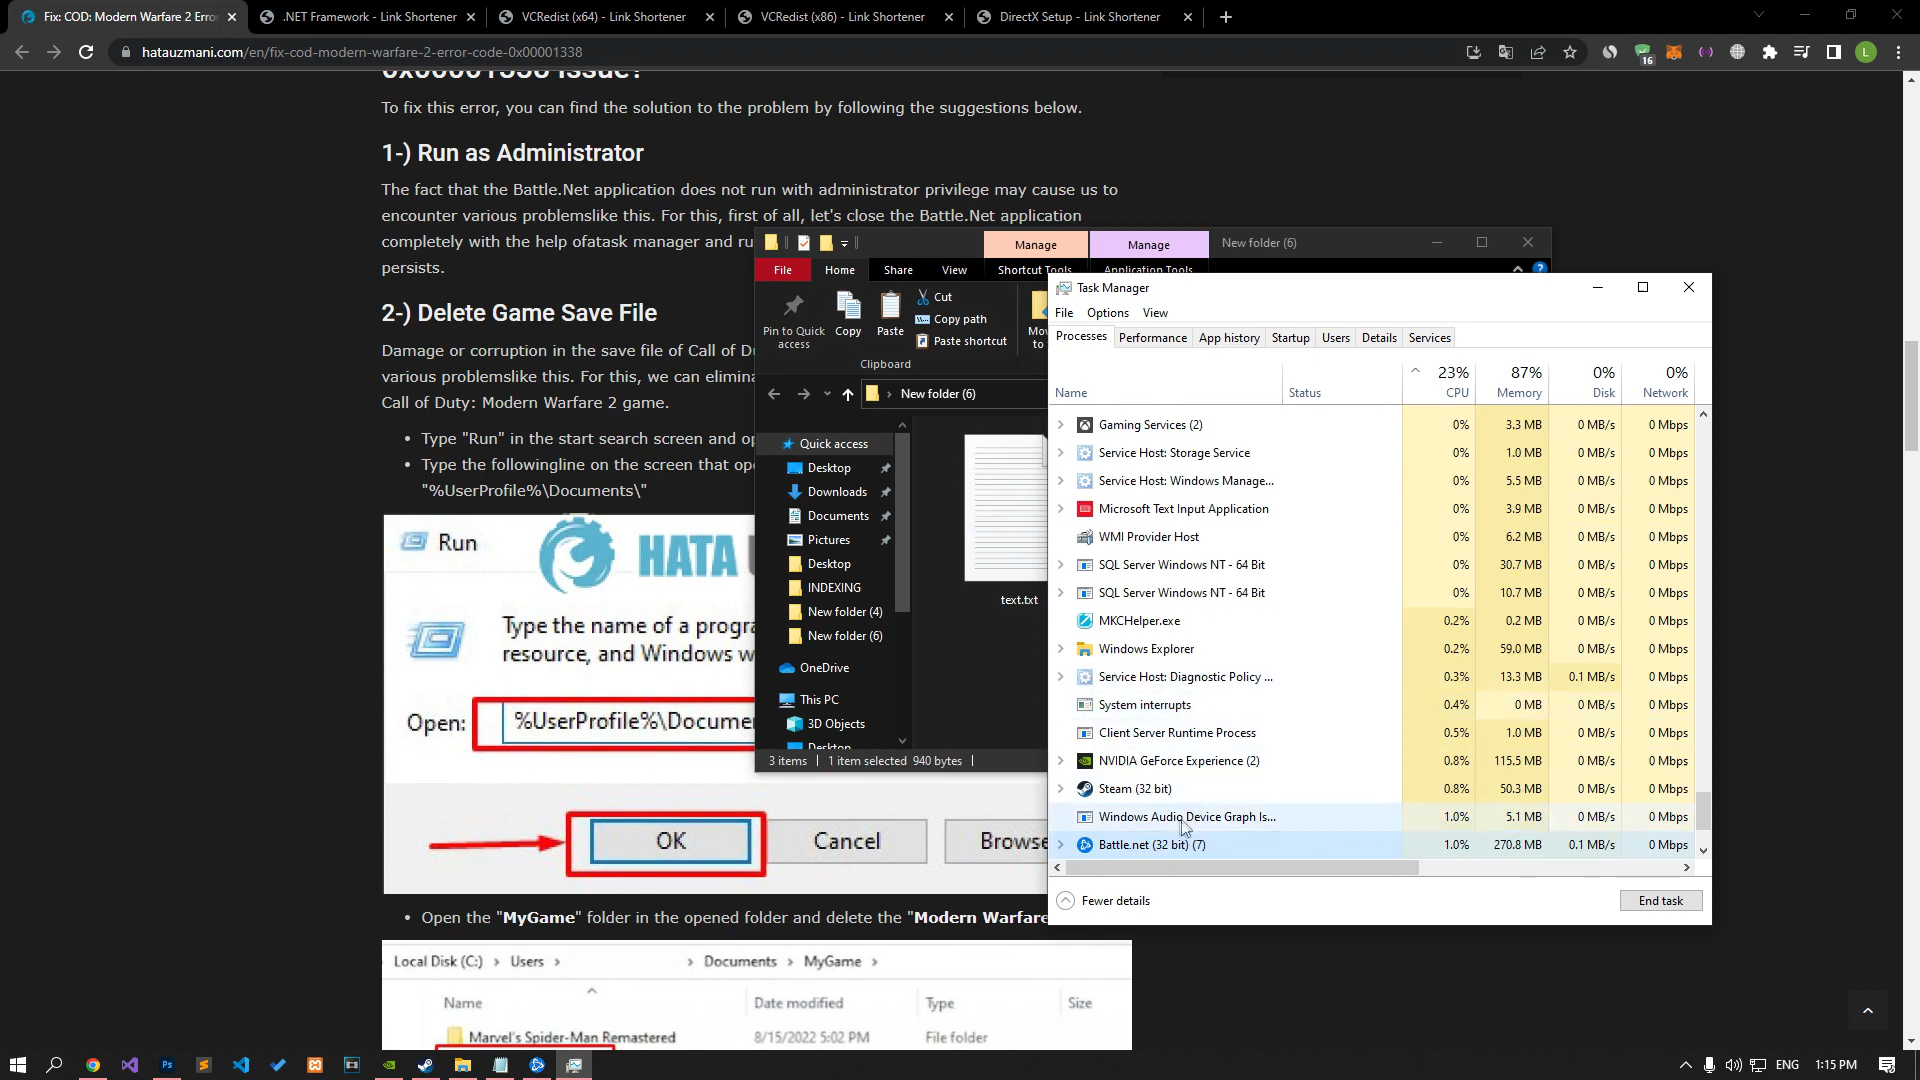 Fix: COD: Modern Warfare 2 Erro
.NET Framework - Link Shortener
VCRedist (x64) - Link Shortener
VCRedist (x86) - Link Shortener
DirectX Setup - Link Shortener
hatauzmani.com/en/fix-cod-modern-warfare-2-error-code-0x00001338
16
L
0x00001338 Issue?
To fix this error, you can find the solution to the problem by following the suggestions below.
1-) Run as Administrator
The fact that the Battle.Net application does not run with administrator privilege may cause us to
encounter various problemslike this. For this, first of all, let's close the Battle.Net application
completely with the help ofatask manager and ru
persists.
2-) Delete Game Save File
Damage or corruption in the save file of Call of Du
various problemslike this. For this, we can elimina
Call of Duty: Modern Warfare 2 game.
Type "Run" in the start search screen and op
Type the followingline on the screen that ope
"%UserProfile%\Documents\"
Run
HATA
Type the name of a progra
resource, and Windows w
Open:
%UserProfile%\Documen
OK
Cancel
Browse
Open the "MyGame" folder in the opened folder and delete the "Modern Warfare
Local Disk (C:) > Users >
> Documents > MyGame >
Name
Date modified
Type
Size
Marvel's Spider-Man Remastered
8/15/2022 5:02 PM
File folder
Manage
Manage
New folder (6)
File
Home
Share
View
Shortcut Tools
Application Tools
Pin to Quick
access
Copy
Paste
Cut
Copy path
Paste shortcut
Mov
to
Clipboard
New folder (6)
Quick access
Desktop
Downloads
Documents
Pictures
Desktop
INDEXING
New folder (4)
New folder (6)
OneDrive
This PC
3D Objects
Desktop
text.txt
3 items
1 item selected 940 bytes
Task Manager
File
Options
View
Processes
Performance
App history
Startup
Users
Details
Services
23%
87%
0%
0%
Name
Status
CPU
Memory
Disk
Network
Gaming Services (2) 0% 3.3 MB 0 MB/s 0 Mbps
Service Host: Storage Service 0% 1.0 MB 0 MB/s 0 Mbps
Service Host: Windows Manage... 0% 5.5 MB 0 MB/s 0 Mbps
Microsoft Text Input Application 0% 3.9 MB 0 MB/s 0 Mbps
WMI Provider Host 0% 6.2 MB 0 MB/s 0 Mbps
SQL Server Windows NT - 64 Bit 0% 30.7 MB 0 MB/s 0 Mbps
SQL Server Windows NT - 64 Bit 0% 10.7 MB 0 MB/s 0 Mbps
MKCHelper.exe 0.2% 0.2 MB 0 MB/s 0 Mbps
Windows Explorer 0.2% 59.0 MB 0 MB/s 0 Mbps
Service Host: Diagnostic Policy ... 0.3% 13.3 MB 0.1 MB/s 0 Mbps
System interrupts 0.4% 0 MB 0 MB/s 0 Mbps
Client Server Runtime Process 0.5% 1.0 MB 0 MB/s 0 Mbps
NVIDIA GeForce Experience (2) 0.8% 115.5 MB 0 MB/s 0 Mbps
Steam (32 bit) 0.8% 50.3 MB 0 MB/s 0 Mbps
Windows Audio Device Graph Is... 1.0% 5.1 MB 0 MB/s 0 Mbps
Battle.net (32 bit) (7) 1.0% 270.8 MB 0.1 MB/s 0 Mbps
Fewer details
End task
Ps
ENG
1:15 PM